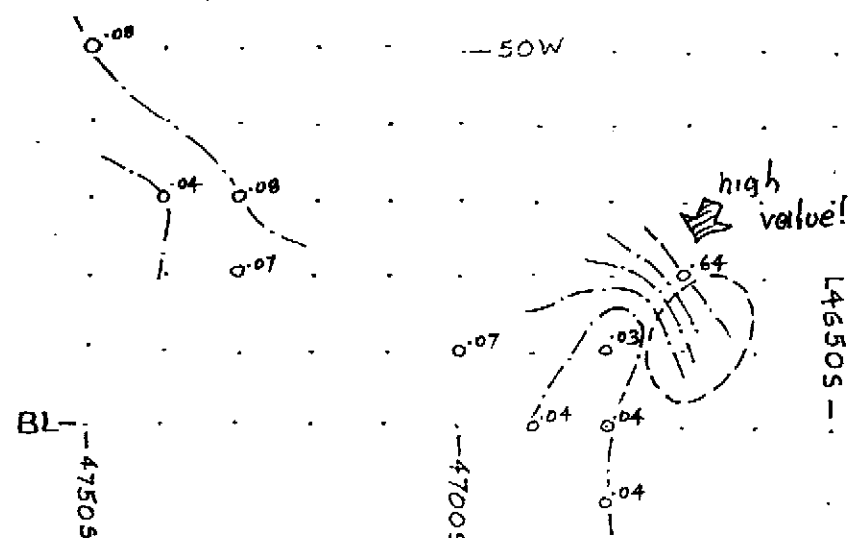 .08
— 50W
.04
.08
high
value!
.07
.64
L4650S —
.07
.03
BL —
.04
.04
— 4750S
— 4700S
.04